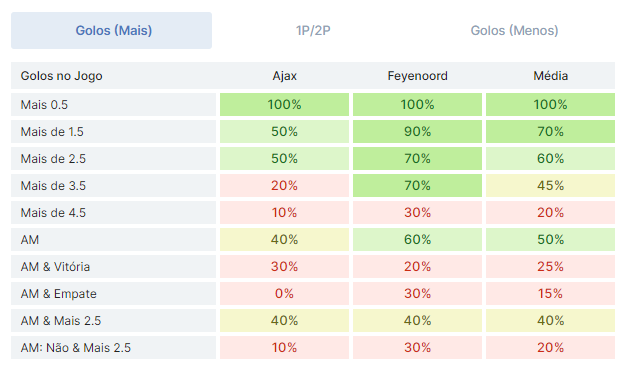 Golos (Mais) 1P/2P Golos (Menos)
Golos no Jogo Ajax Feyenoord Média
Mais 0.5 100% 100% 100%
Mais de 1.5 50% 90% 70%
Mais de 2.5 50% 70% 60%
Mais de 3.5 20% 70% 45%
Mais de 4.5 10% 30% 20%
AM 40% 60% 50%
AM & Vitória 30% 20% 25%
AM & Empate 0% 30% 15%
AM & Mais 2.5 40% 40% 40%
AM: Não & Mais 2.5 10% 30% 20%